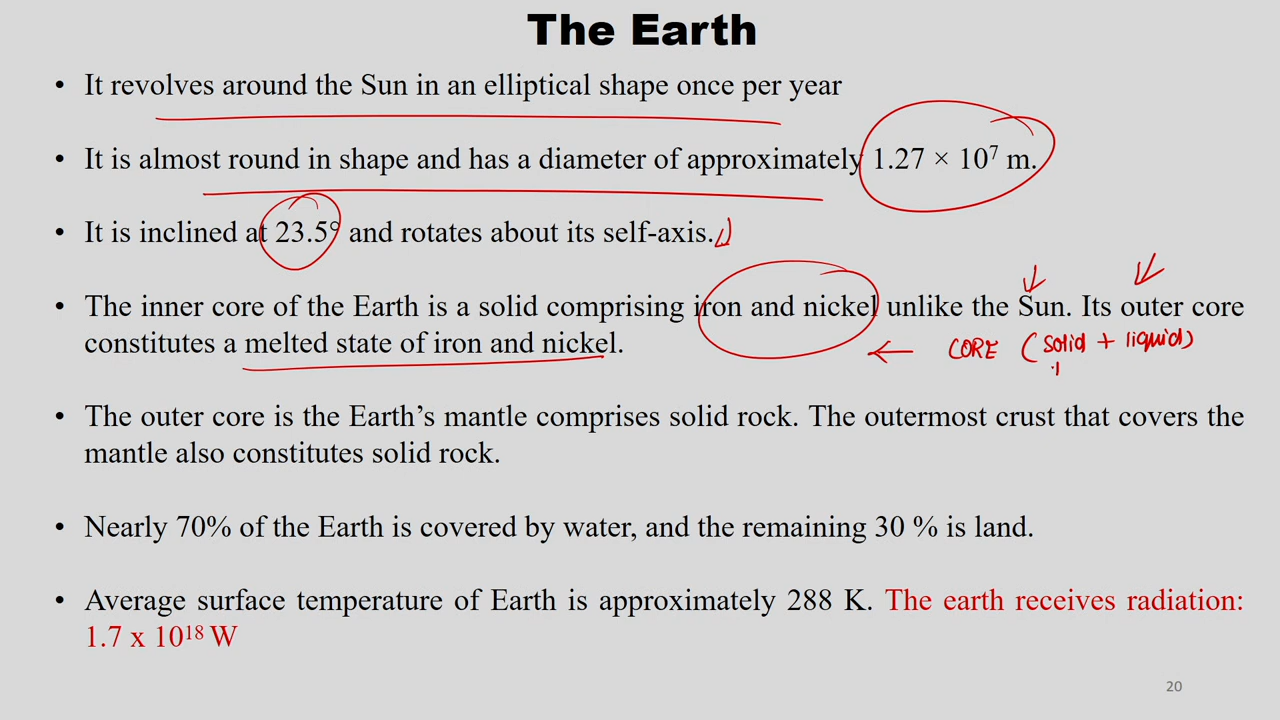 The Earth
• It revolves around the Sun in an elliptical shape once per year
• It is almost round in shape and has a diameter of approximately 1.27 × 10⁷ m.
• It is inclined at 23.5° and rotates about its self-axis.
• The inner core of the Earth is a solid comprising iron and nickel unlike the Sun. Its outer core
constitutes a melted state of iron and nickel.
CORE (solid + liquid)
• The outer core is the Earth’s mantle comprises solid rock. The outermost crust that covers the
mantle also constitutes solid rock.
• Nearly 70% of the Earth is covered by water, and the remaining 30 % is land.
• Average surface temperature of Earth is approximately 288 K. The earth receives radiation:
1.7 x 10¹⁸ W
20